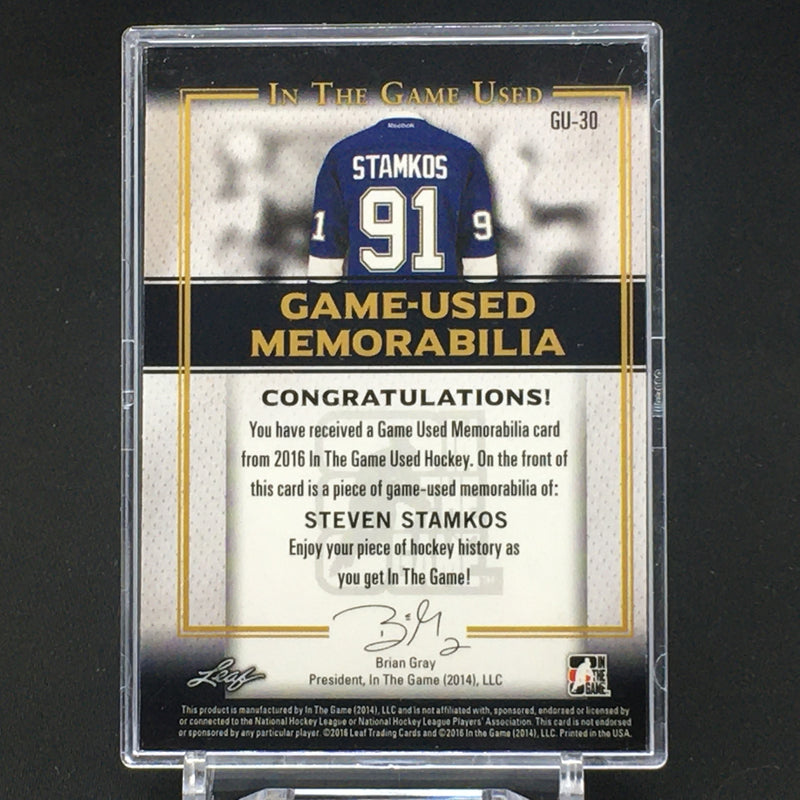 IN THE GAME USED
GU-30
Reebok
STAMKOS
1 91 9
GAME-USED
MEMORABILIA
CONGRATULATIONS!
You have received a Game Used Memorabilia card
from 2016 In The Game Used Hockey. On the front of
this card is a piece of game-used memorabilia of:
STEVEN STAMKOS
Enjoy your piece of hockey history as
you get In The Game!
Brian Gray
President, In The Game (2014), LLC
Leaf
IN
THE
GAME
This product is manufactured by In The Game (2014), LLC and is not affiliated with, sponsored, endorsed or licensed by
or connected to the National Hockey League or National Hockey League Players' Association. This card is not endorsed
or sponsored by any particular player. ©2016 Leaf Trading Cards and ©2016 In the Game (2014), LLC. Printed in the USA.